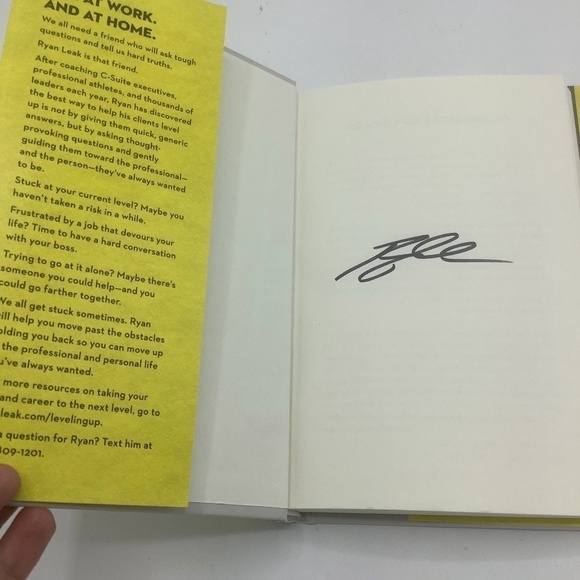 AT WORK.
AND AT HOME.
We all need a friend who will ask tough
questions and tell us hard truths.
Ryan Leak is that friend.
After coaching C-Suite executives,
professional athletes, and thousands of
leaders each year, Ryan has discovered
the best way to help his clients level
up is not by giving them quick, generic
answers, but by asking thought-
provoking questions and gently
guiding them toward the professional—
and the person—they've always wanted
to be.
Stuck at your current level? Maybe you
haven't taken a risk in a while.
Frustrated by a job that devours your
life? Time to have a hard conversation
with your boss.
Trying to go at it alone? Maybe there's
someone you could help—and you
could go farther together.
We all get stuck sometimes. Ryan
will help you move past the obstacles
olding you back so you can move up
the professional and personal life
u've always wanted.
more resources on taking your
and career to the next level, go to
leak.com/levelingup.
a question for Ryan? Text him at
409-1201.